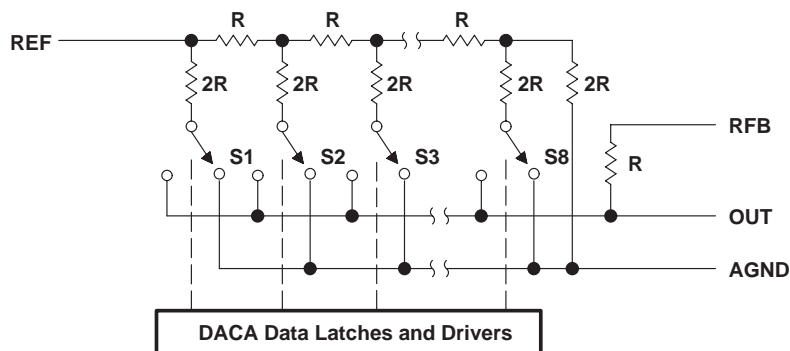 R R R
REF
2R 2R 2R 2R 2R
RFB
S1 S2 S3 S8 R
OUT
AGND
DACA Data Latches and Drivers